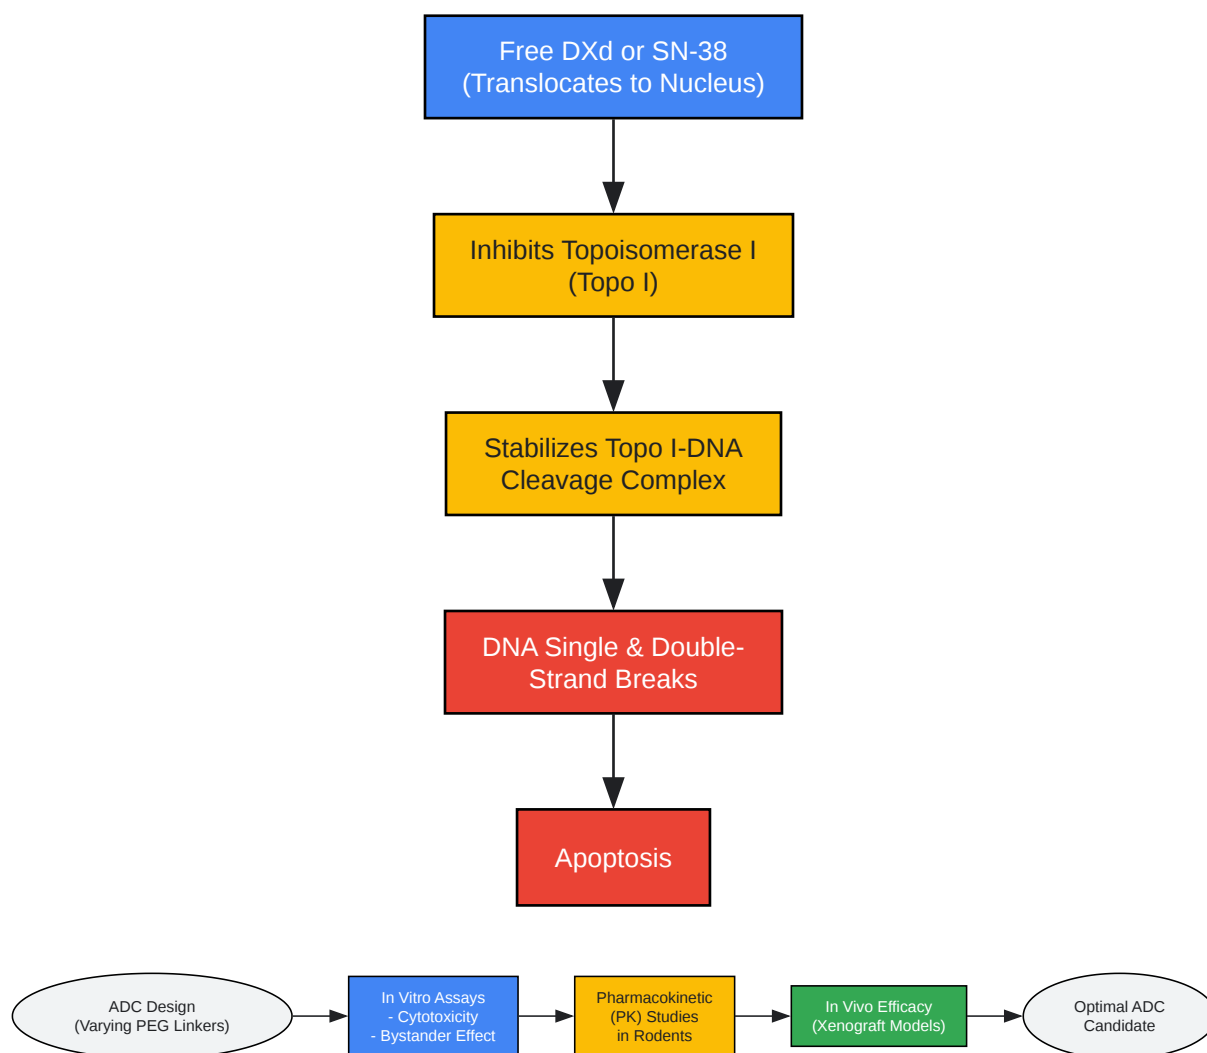 Free DXd or SN-38
(Translocates to Nucleus)
Inhibits Topoisomerase I
(Topo I)
Stabilizes Topo I-DNA
Cleavage Complex
DNA Single & Double-
Strand Breaks
Apoptosis
ADC Design
(Varying PEG Linkers)
In Vitro Assays
- Cytotoxicity
- Bystander Effect
Pharmacokinetic
(PK) Studies
in Rodents
In Vivo Efficacy
(Xenograft Models)
Optimal ADC
Candidate